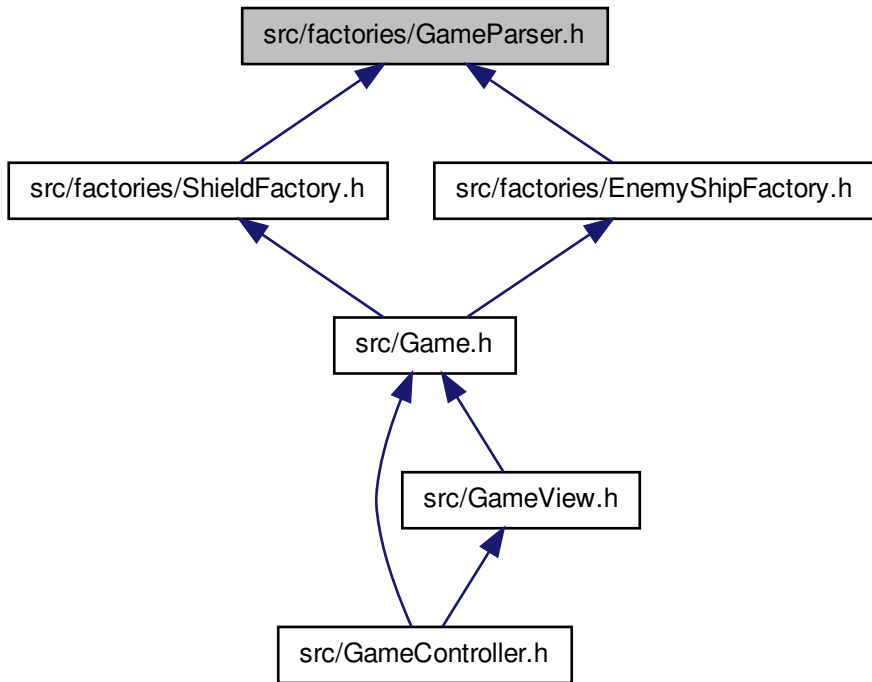 src/factories/GameParser.h
src/factories/ShieldFactory.h
src/factories/EnemyShipFactory.h
src/Game.h
src/GameView.h
src/GameController.h